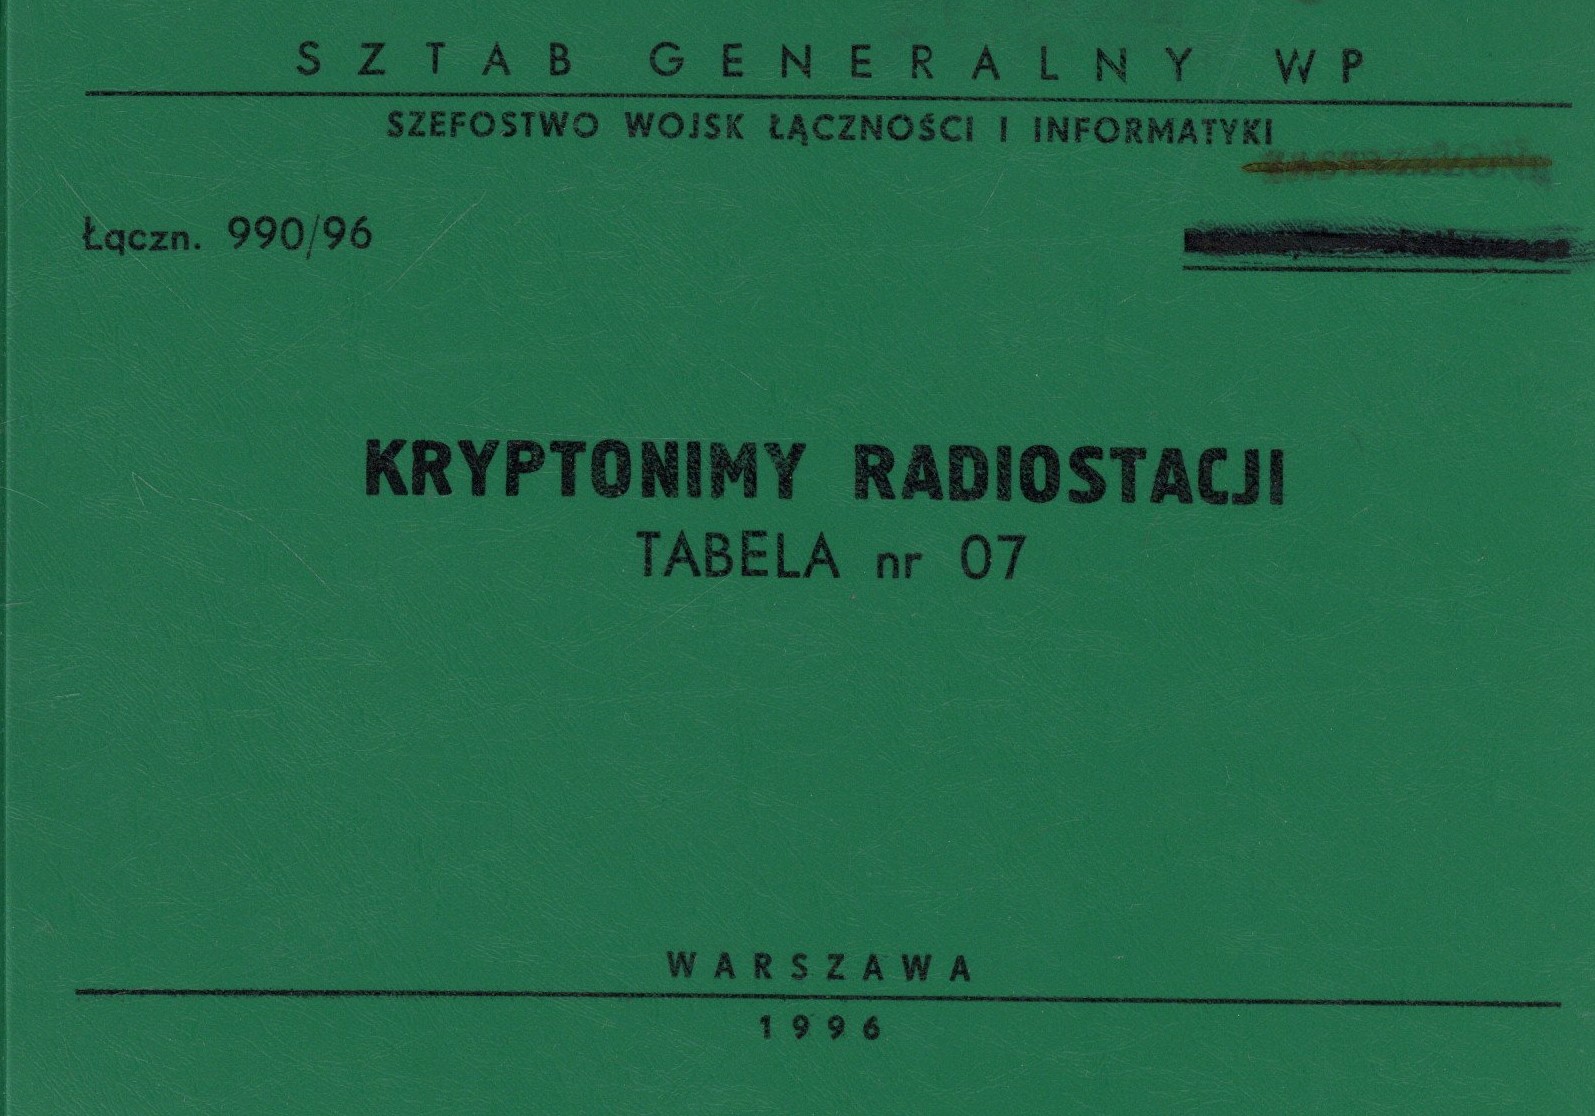 SZTAB GENERALNY WP
SZEFOSTWO WOJSK ŁĄCZNOŚCI I INFORMATYKI
Łączn. 990/96
KRYPTONIMY RADIOSTACJI
TABELA nr 07
WARSZAWA
1996